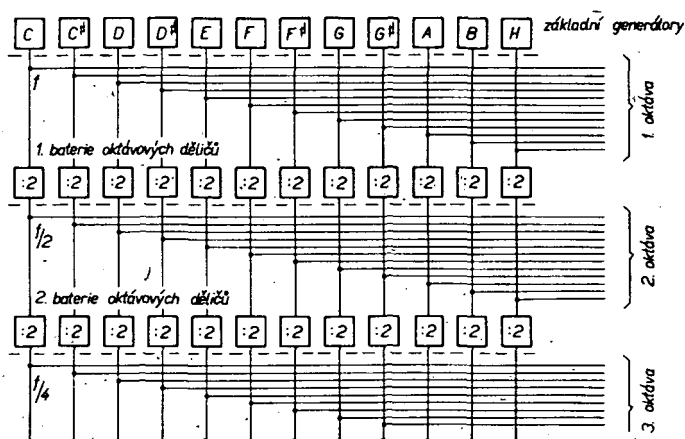 C C# D D# E F F# G G# A B H základní generátory
f
1. oktáva
1. baterie oktávových děličů
:2 :2 :2 :2 :2 :2 :2 :2 :2 :2 :2 :2
f/2
2. oktáva
2. baterie oktávových děličů
:2 :2 :2 :2 :2 :2 :2 :2 :2 :2 :2 :2
f/4
3. oktáva